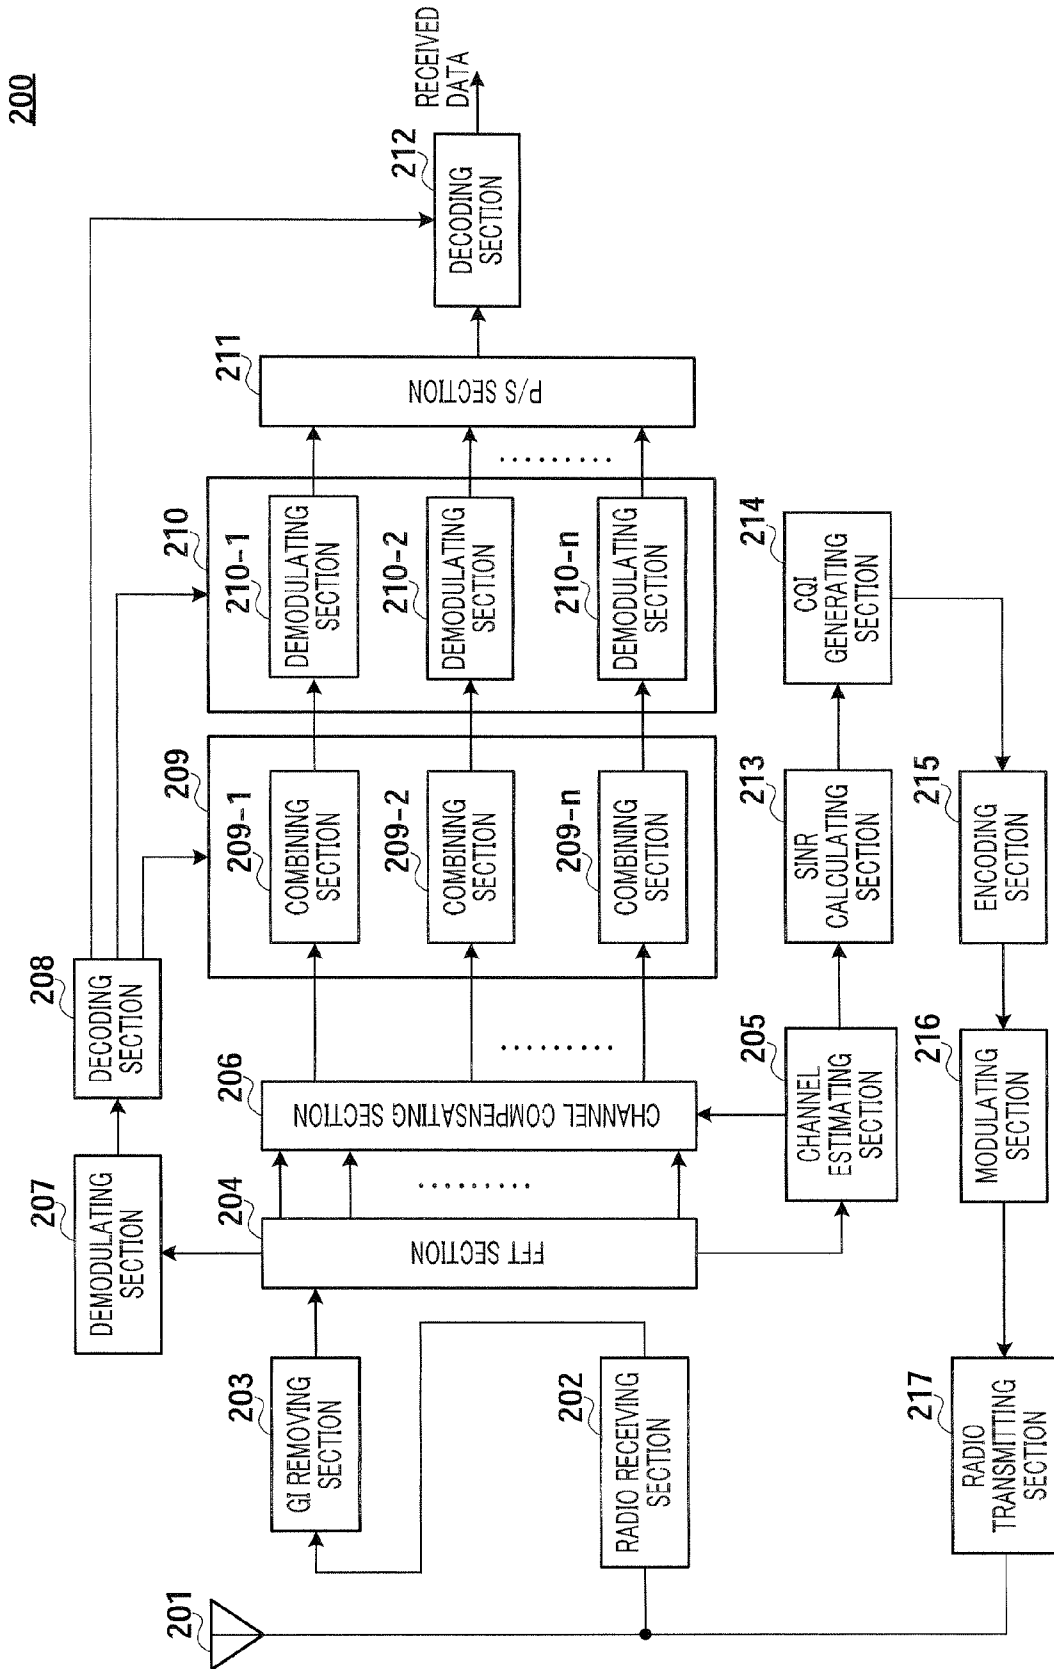 200
201
202
RADIO RECEIVING
SECTION
203
GI REMOVING
SECTION
204
FFT SECTION
205
CHANNEL
ESTIMATING
SECTION
206
CHANNEL COMPENSATING SECTION
207
DEMODULATING
SECTION
208
DECODING
SECTION
209
209-1
COMBINING
SECTION
209-2
COMBINING
SECTION
209-n
COMBINING
SECTION
210
210-1
DEMODULATING
SECTION
210-2
DEMODULATING
SECTION
210-n
DEMODULATING
SECTION
211
P/S SECTION
212
DECODING
SECTION
RECEIVED
DATA
213
SINR
CALCULATING
SECTION
214
CQI
GENERATING
SECTION
215
ENCODING
SECTION
216
MODULATING
SECTION
217
RADIO
TRANSMITTING
SECTION